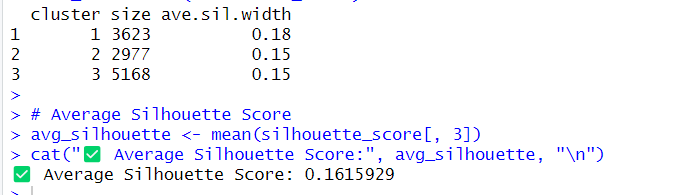 cluster size ave.sil.width
1 1 3623 0.18
2 2 2977 0.15
3 3 5168 0.15
>
> # Average Silhouette Score
> avg_silhouette <- mean(silhouette_score[, 3])
> cat("✅ Average Silhouette Score:", avg_silhouette, "\n")
✅ Average Silhouette Score: 0.1615929
>